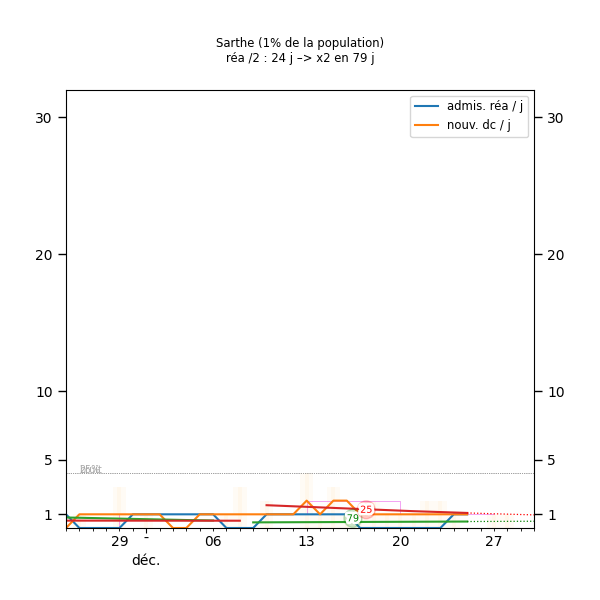 Sarthe (1% de la population)
réa /2 : 24 j –> x2 en 79 j
admis. réa / j
nouv. dc / j
30 30
20 20
10 10
5 5
1 1
25
79
29 - 06 13 20 27
déc.